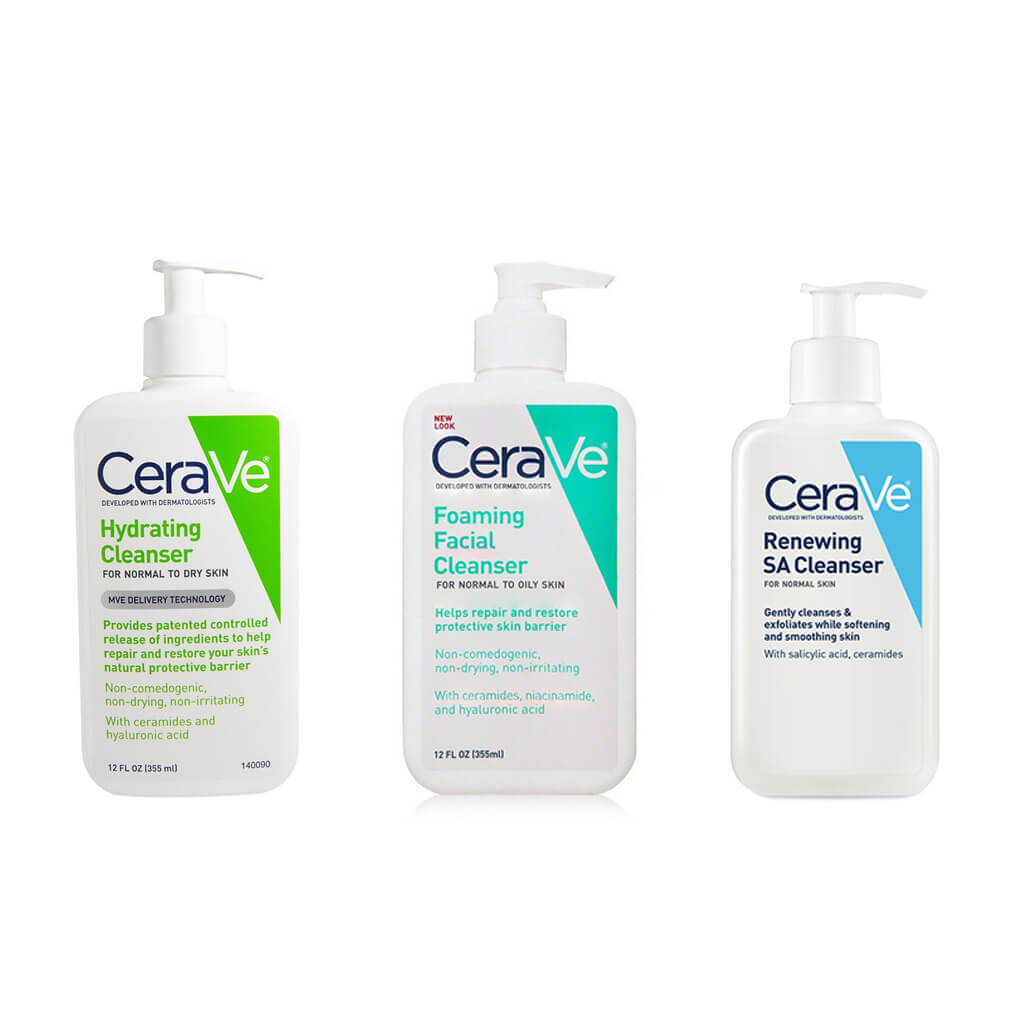 CeraVe®
DEVELOPED WITH DERMATOLOGISTS
Hydrating
Cleanser
FOR NORMAL TO DRY SKIN
MVE DELIVERY TECHNOLOGY
Provides patented controlled
release of ingredients to help
repair and restore your skin's
natural protective barrier
Non-comedogenic,
non-drying, non-irritating
With ceramides and
hyaluronic acid
12 FL OZ (355 ml)
140090
NEW
LOOK
CeraVe®
DEVELOPED WITH DERMATOLOGISTS
Foaming
Facial
Cleanser
FOR NORMAL TO OILY SKIN
Helps repair and restore
protective skin barrier
Non-comedogenic,
non-drying, non-irritating
With ceramides, niacinamide,
and hyaluronic acid
12 FL OZ (355ml)
CeraVe®
DEVELOPED WITH DERMATOLOGISTS
Renewing
SA Cleanser
FOR NORMAL SKIN
Gently cleanses &
exfoliates while softening
and smoothing skin
With salicylic acid, ceramides